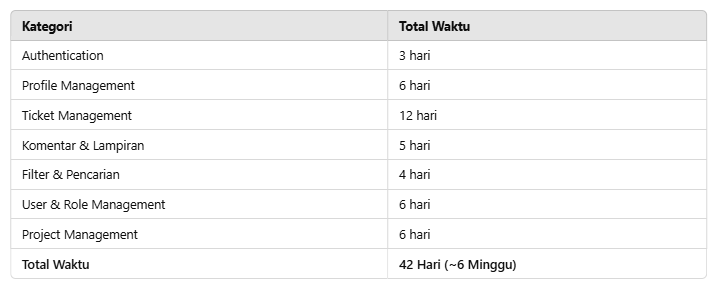 Kategori Total Waktu
Authentication 3 hari
Profile Management 6 hari
Ticket Management 12 hari
Komentar & Lampiran 5 hari
Filter & Pencarian 4 hari
User & Role Management 6 hari
Project Management 6 hari
Total Waktu 42 Hari (~6 Minggu)